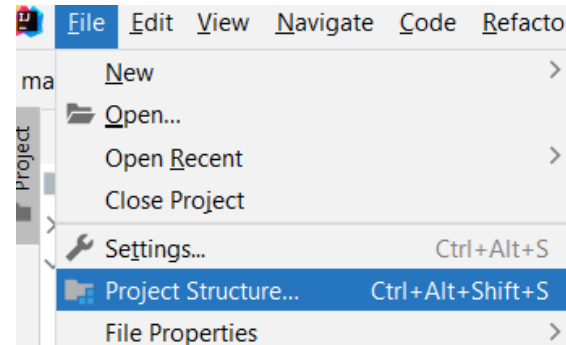 File Edit View Navigate Code Refacto
ma
New
Open...
Open Recent
Close Project
Project
Settings... Ctrl+Alt+S
Project Structure... Ctrl+Alt+Shift+S
File Properties